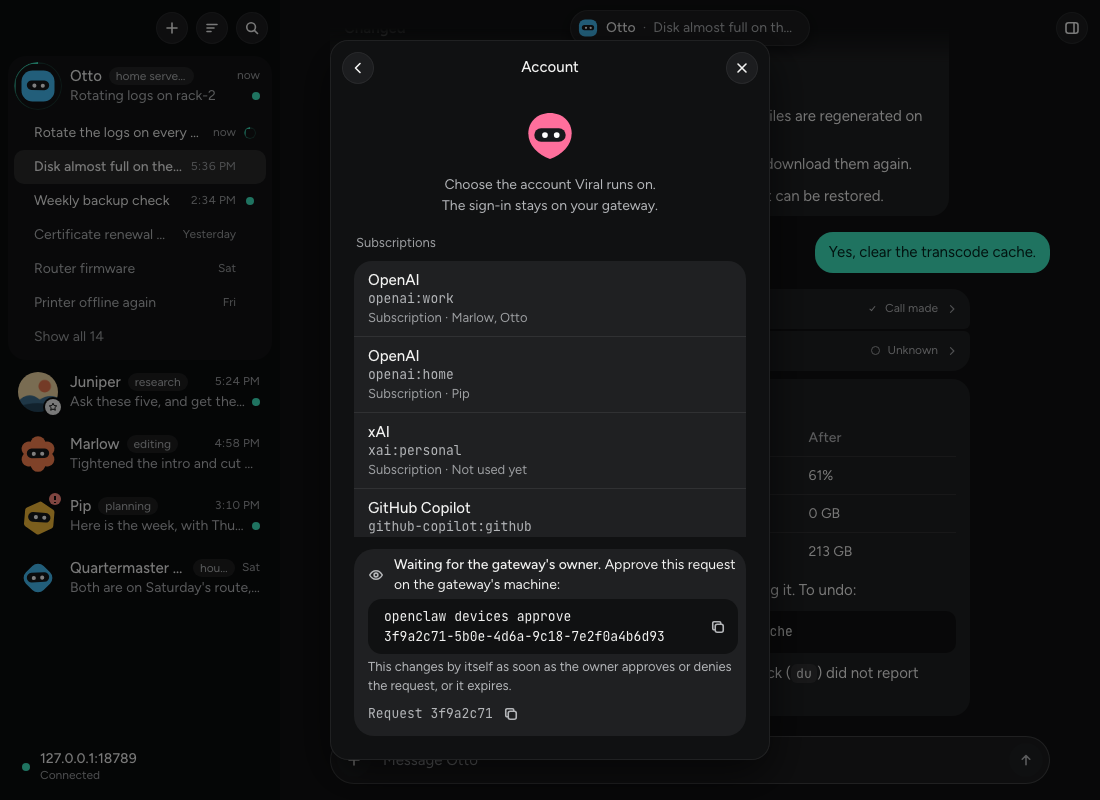 Otto home serve... now
Rotating logs on rack-2
Rotate the logs on every ... now
Disk almost full on the... 5:36 PM
Weekly backup check 2:34 PM
Certificate renewal ... Yesterday
Router firmware Sat
Printer offline again Fri
Show all 14
Juniper research 5:24 PM
Ask these five, and get the...
Marlow editing 4:58 PM
Tightened the intro and cut ...
Pip planning 3:10 PM
Here is the week, with Thu...
Quartermaster ... hou... Sat
Both are on Saturday's route,...
127.0.0.1:18789
Connected
Otto · Disk almost full on th...
Account
Choose the account Viral runs on.
The sign-in stays on your gateway.
Subscriptions
OpenAI
openai:work
Subscription · Marlow, Otto
OpenAI
openai:home
Subscription · Pip
xAI
xai:personal
Subscription · Not used yet
GitHub Copilot
github-copilot:github
Waiting for the gateway's owner. Approve this request
on the gateway's machine:
openclaw devices approve
3f9a2c71-5b0e-4d6a-9c18-7e2f0a4b6d93
This changes by itself as soon as the owner approves or denies
the request, or it expires.
Request 3f9a2c71
are regenerated on
download them again.
can be restored.
Yes, clear the transcode cache.
Call made
Unknown
After
61%
0 GB
213 GB
it. To undo:
(du) did not report
Message Otto